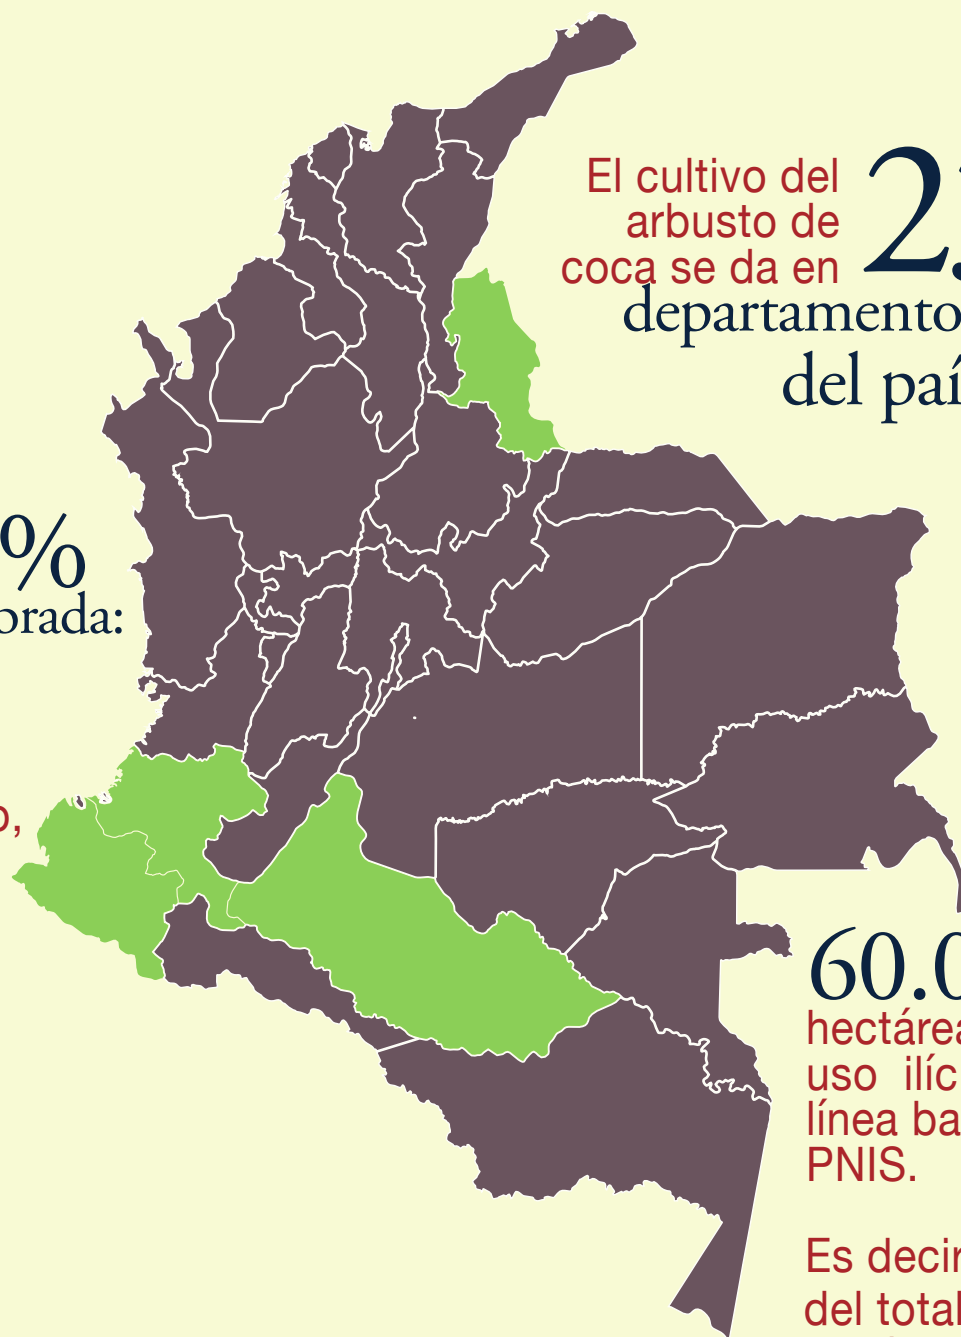 El cultivo del
arbusto de
coca se da en
departamento
del paí
%
brada:
o,
60.0
hectárea
uso ilíc
línea ba
PNIS.
Es decir
del total